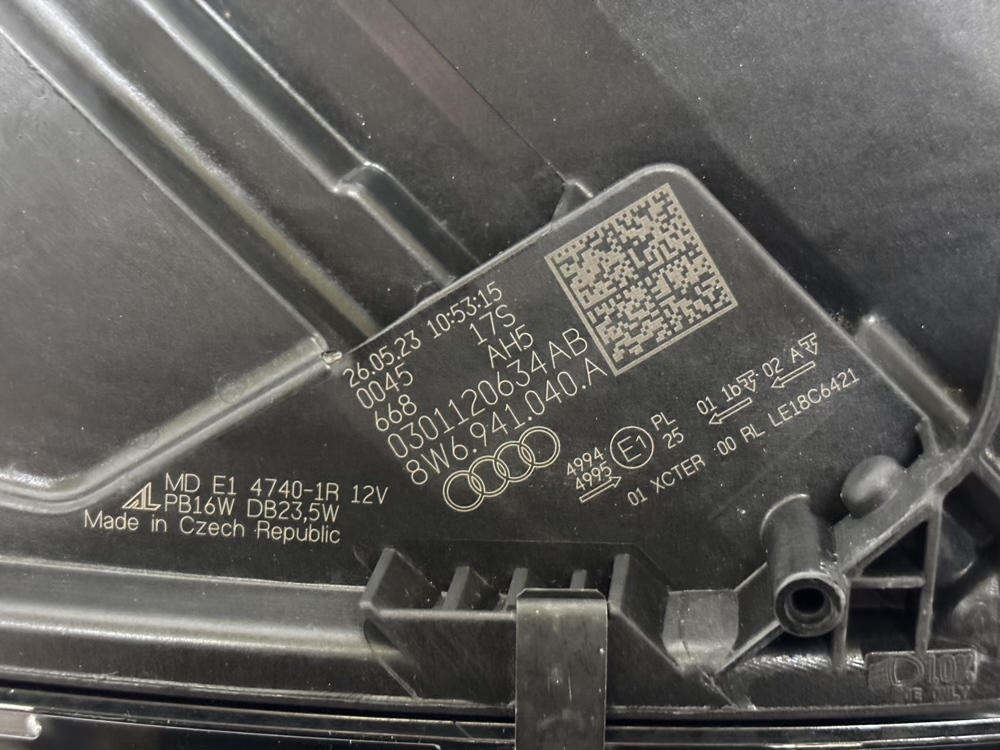 26.05.23 10:53:15
0045 17S
668 AH5
0301120634AB
8W6.941.040.A
4994
4995
E1
PL
25
01 1b
02 A
01 XCTER 00 RL LE18C6421
AL
MD E1 4740-1R 12V
PB16W DB23,5W
Made in Czech Republic